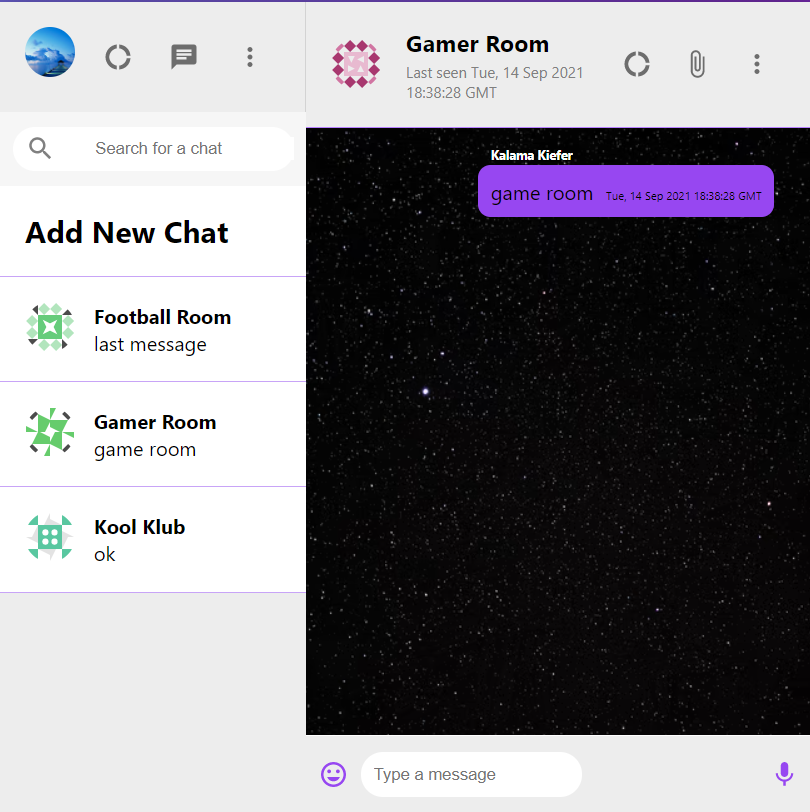 Search for a chat
Add New Chat
Football Room
last message
Gamer Room
game room
Kool Klub
ok
Gamer Room
Last seen Tue, 14 Sep 2021
18:38:28 GMT
Kalama Kiefer
game room Tue, 14 Sep 2021 18:38:28 GMT
Type a message